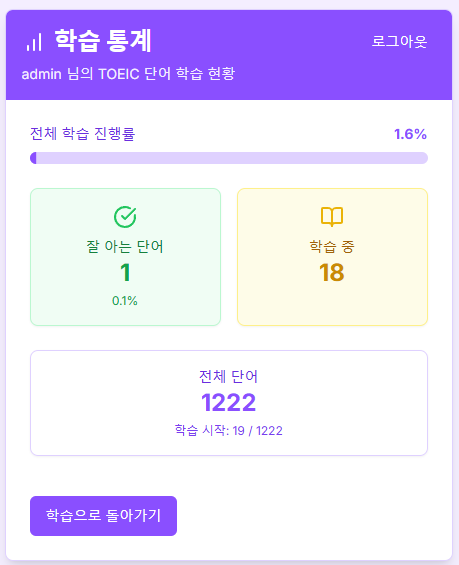 학습 통계
로그아웃
admin 님의 TOEIC 단어 학습 현황
전체 학습 진행률
1.6%
잘 아는 단어
1
0.1%
학습 중
18
전체 단어
1222
학습 시작: 19 / 1222
학습으로 돌아가기